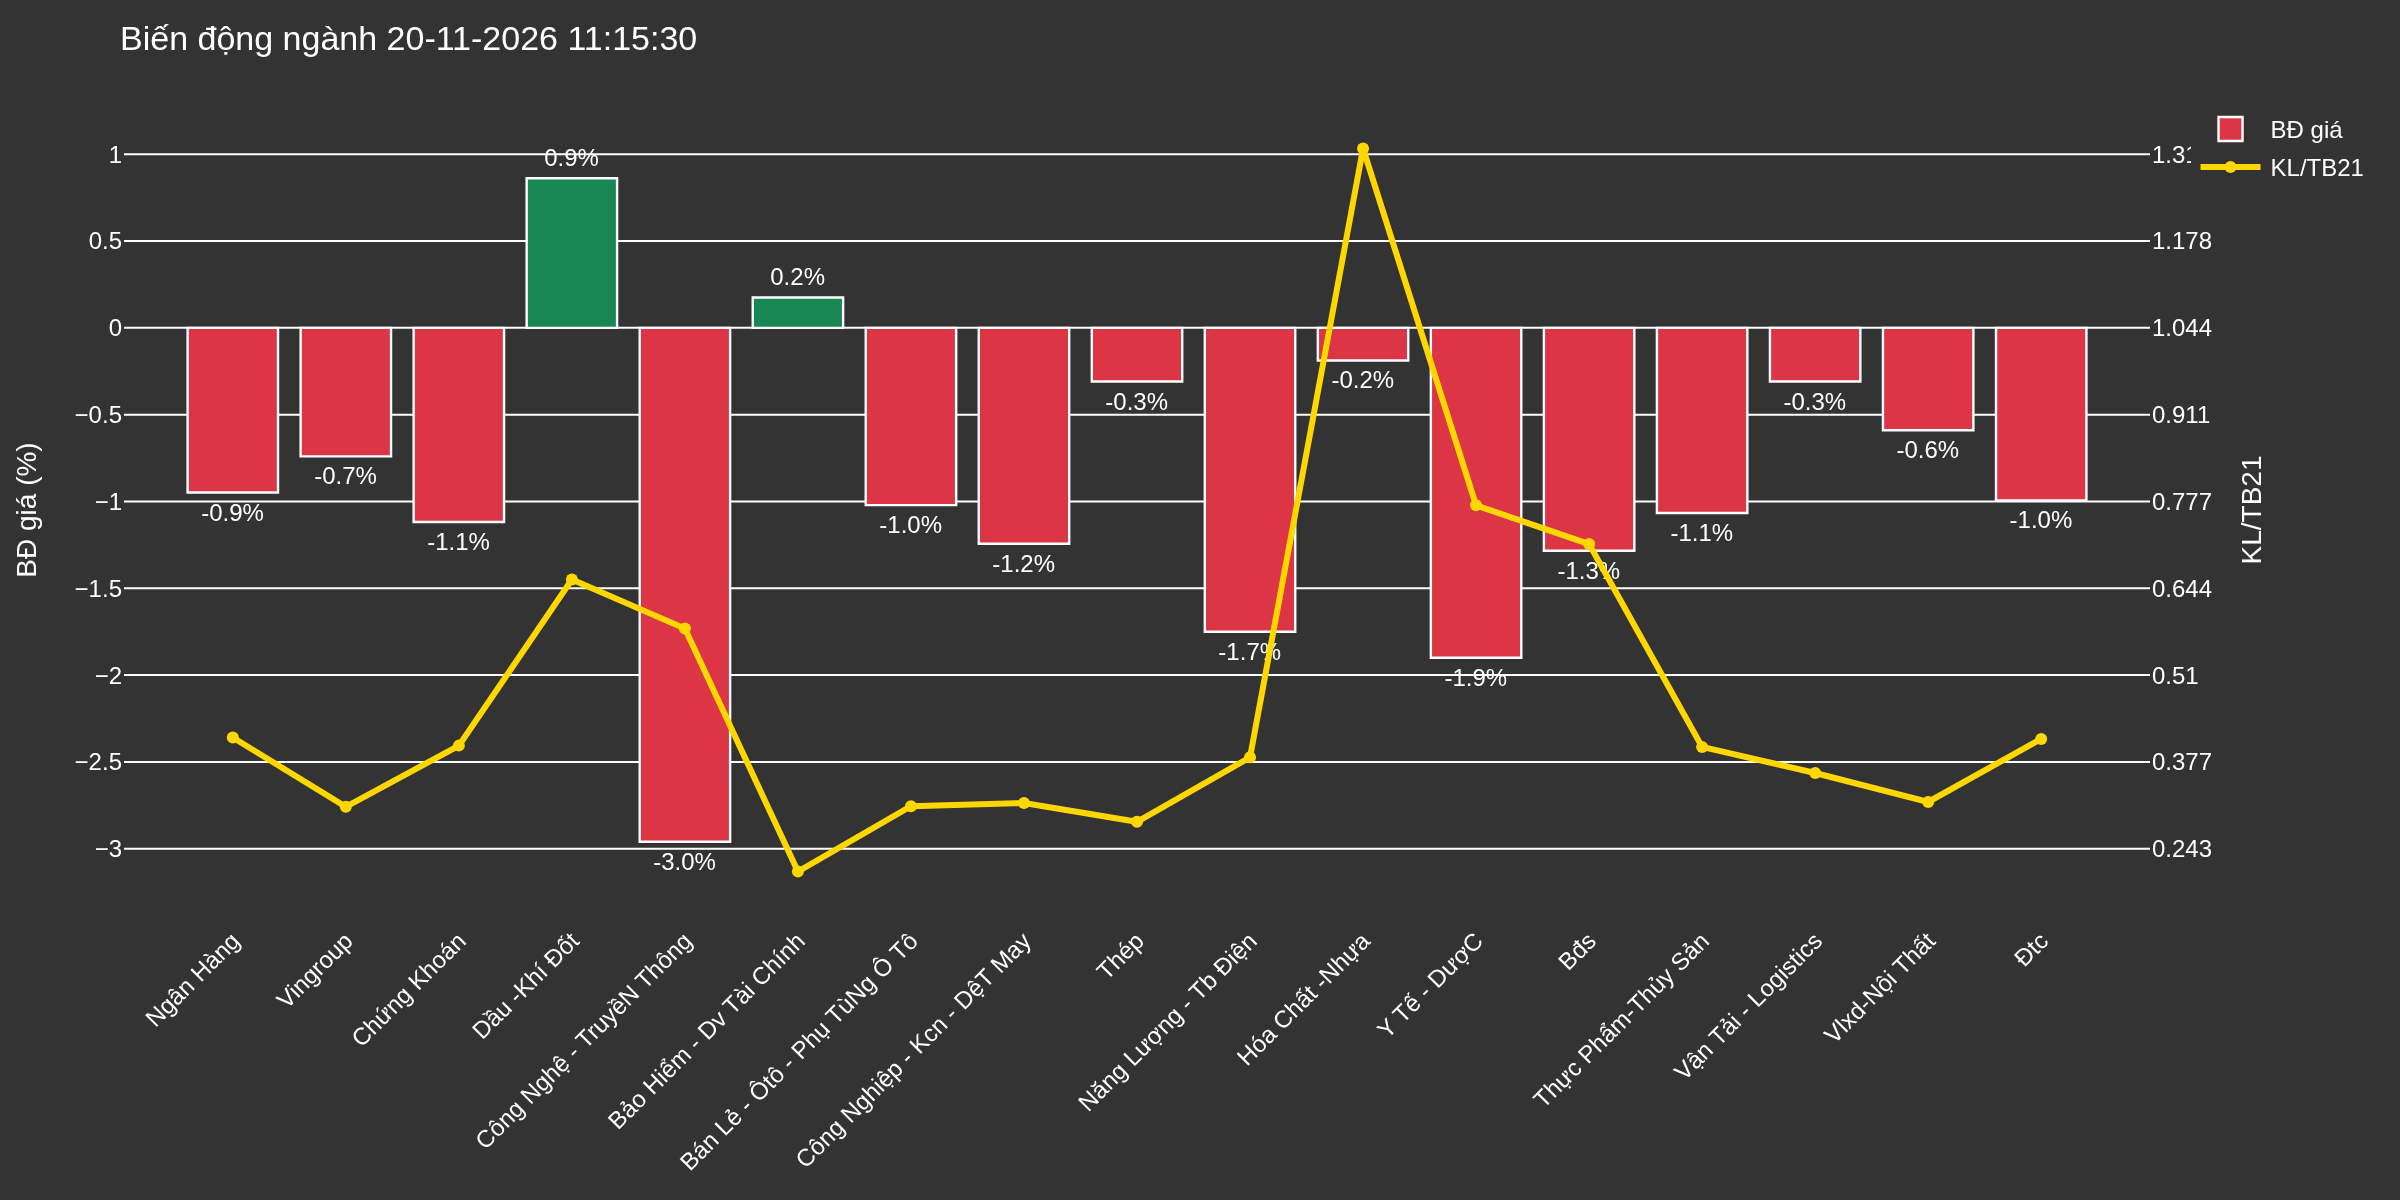 Biến động ngành 20-11-2026 11:15:30
BĐ giá
KL/TB21
1
0.5
0
−0.5
−1
−1.5
−2
−2.5
−3
BĐ giá (%)
1.31
1.178
1.044
0.911
0.777
0.644
0.51
0.377
0.243
KL/TB21
-0.9%
-0.7%
-1.1%
0.9%
-3.0%
0.2%
-1.0%
-1.2%
-0.3%
-1.7%
-0.2%
-1.9%
-1.3%
-1.1%
-0.3%
-0.6%
-1.0%
Ngân Hàng
Vingroup
Chứng Khoán
Dầu -Khí Đốt
Công Nghệ - TruyềN Thông
Bảo Hiểm - Dv Tài Chính
Bán Lẻ - Ôtô - Phụ TùNg Ô Tô
Công Nghiệp - Kcn - DệT May
Thép
Năng Lượng - Tb Điện
Hóa Chất -Nhựa
Y Tế - DượC
Bđs
Thực Phẩm-Thủy Sản
Vận Tải - Logistics
Vlxd-Nội Thất
Đtc